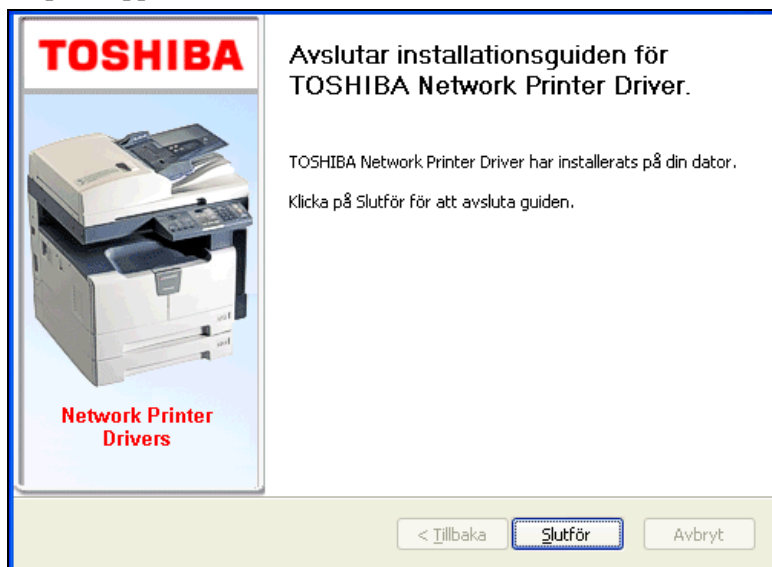 TOSHIBA
Avslutar installationsguiden för
TOSHIBA Network Printer Driver.
TOSHIBA Network Printer Driver har installerats på din dator.
Klicka på Slutför för att avsluta guiden.
Network Printer
Drivers
< Tillbaka
Slutför
Avbryt